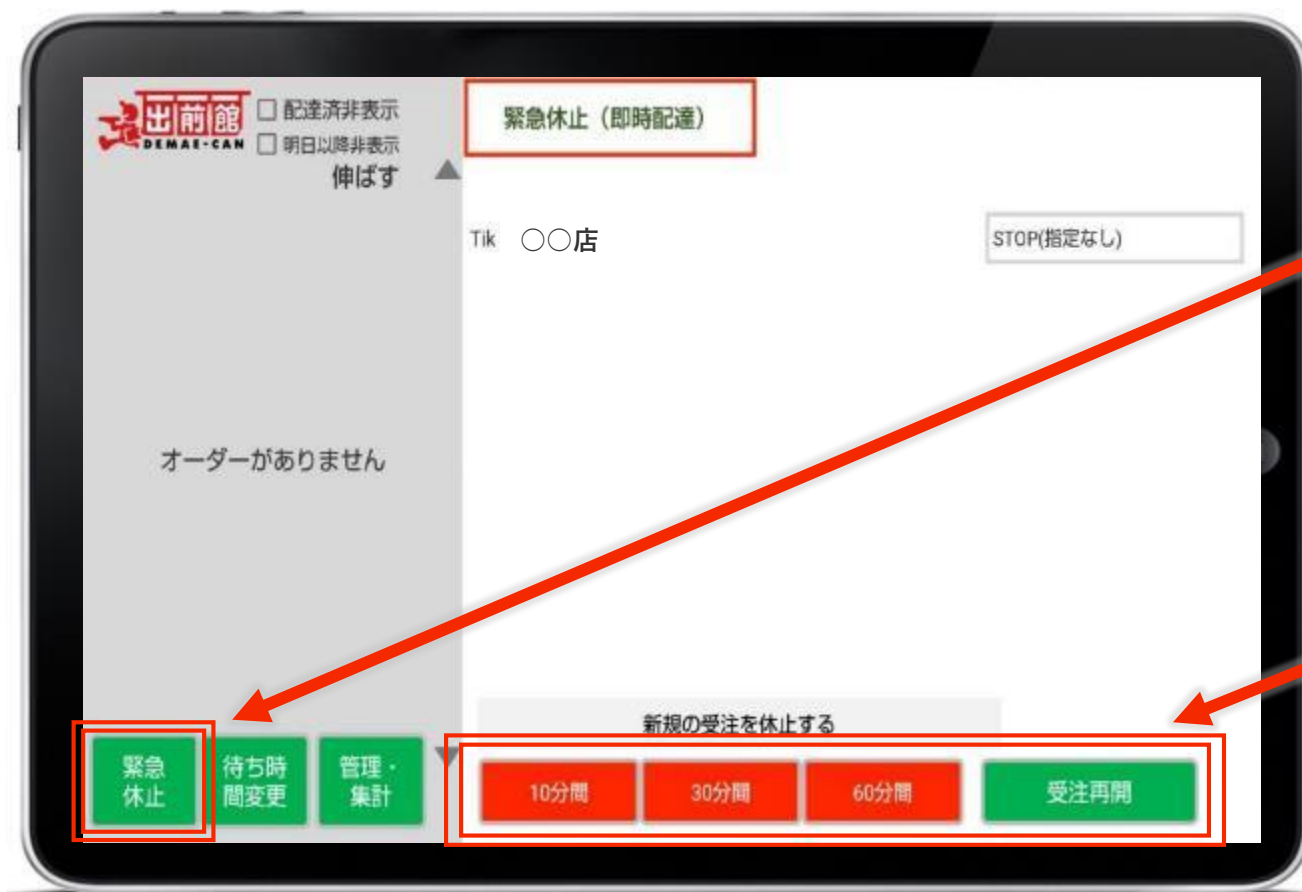 出前館
DEMAE-CAN
配達済非表示
明日以降非表示
伸ばす
オーダーがありません
緊急
休止
待ち時
間変更
管理・
集計
緊急休止（即時配達）
Tik ○○店
STOP(指定なし)
新規の受注を休止する
10分間
30分間
60分間
受注再開